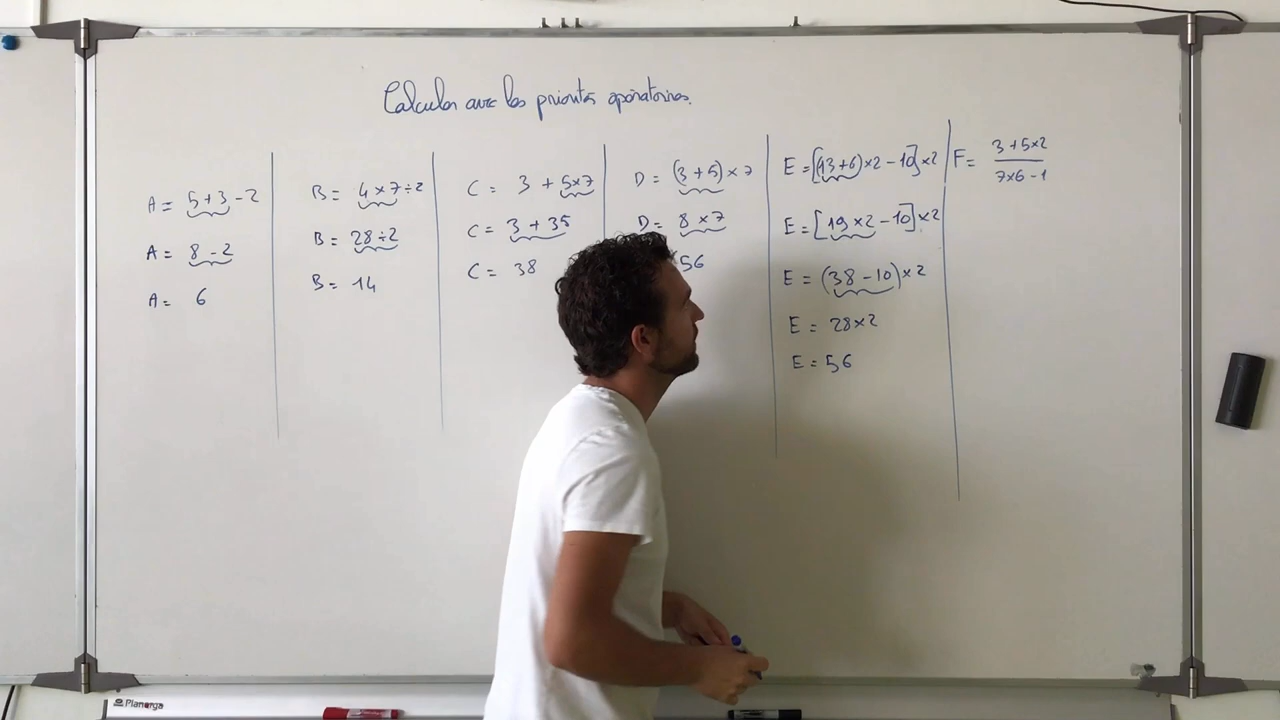 Calculer avec les priorités opératoires.
A = 5 + 3 - 2
A = 8 - 2
A = 6
B = 4 × 7 ÷ 2
B = 28 ÷ 2
B = 14
C = 3 + 5×7
C = 3 + 35
C = 38
D = (3 + 5) × 7
D = 8 × 7
56
E = [(13+6)×2 - 10]×2
E = [19 × 2 - 10]×2
E = (38 - 10)×2
E = 28×2
E = 56
F = 3 + 5×2
7×6 - 1
Planorga